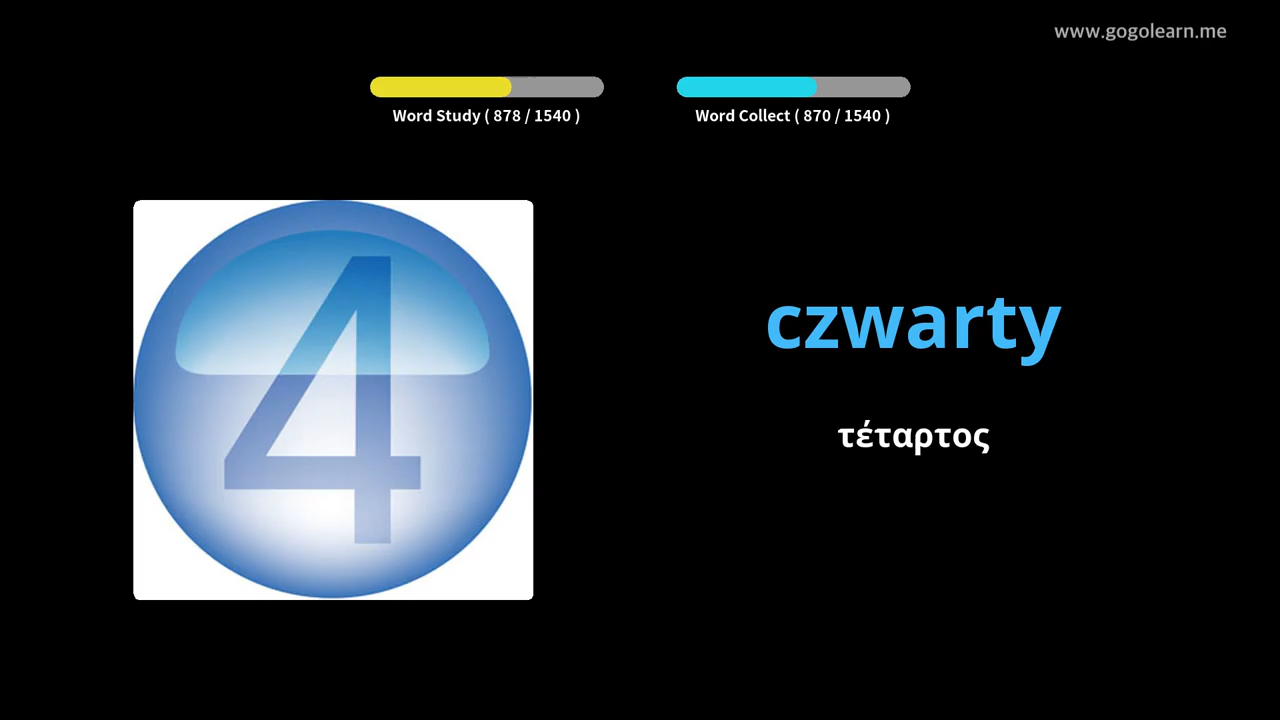 www.gogolearn.me
Word Study ( 878 / 1540 )
Word Collect ( 870 / 1540 )
4
czwarty
τέταρτος